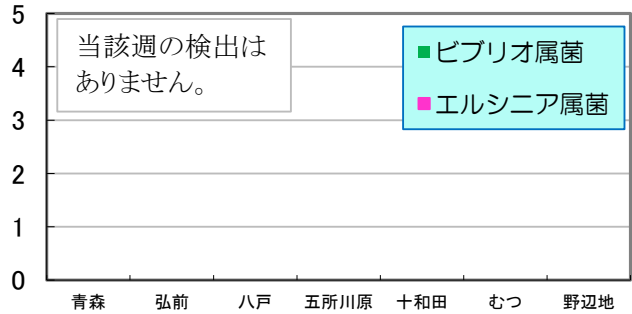 5
4
3
2
1
0
当該週の検出は
ありません。
ビブリオ属菌
エルシニア属菌
青森 弘前 八戸 五所川原 十和田 むつ 野辺地